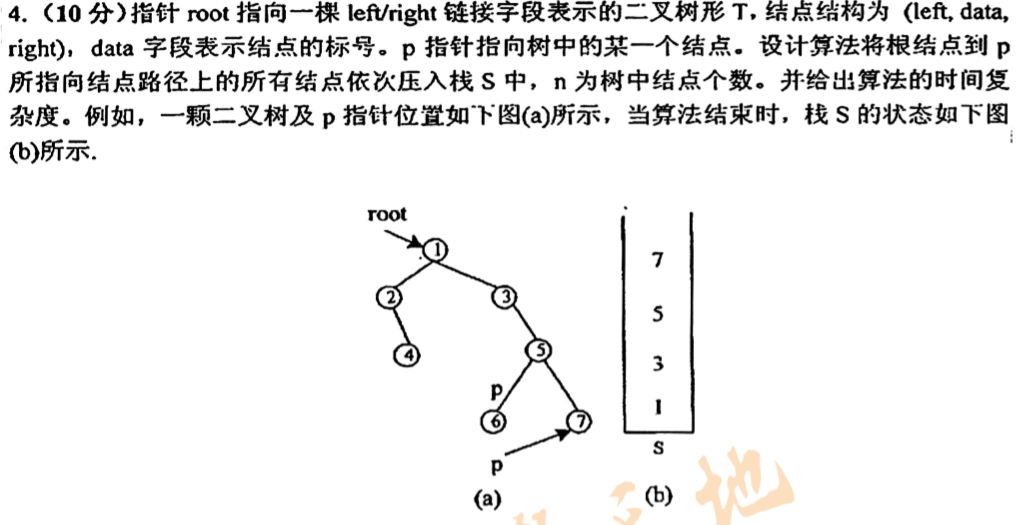 4.（10 分）指针 root 指向一棵 left/right 链接字段表示的二叉树形 T，结点结构为 (left, data,
right)，data 字段表示结点的标号。p 指针指向树中的某一个结点。设计算法将根结点到 p
所指向结点路径上的所有结点依次压入栈 S 中，n 为树中结点个数。并给出算法的时间复
杂度。例如，一颗二叉树及 p 指针位置如下图(a)所示，当算法结束时，栈 S 的状态如下图
(b)所示.
root
1
2
3
4
5
p
6
7
p
(a)
7
5
3
1
S
(b)
地